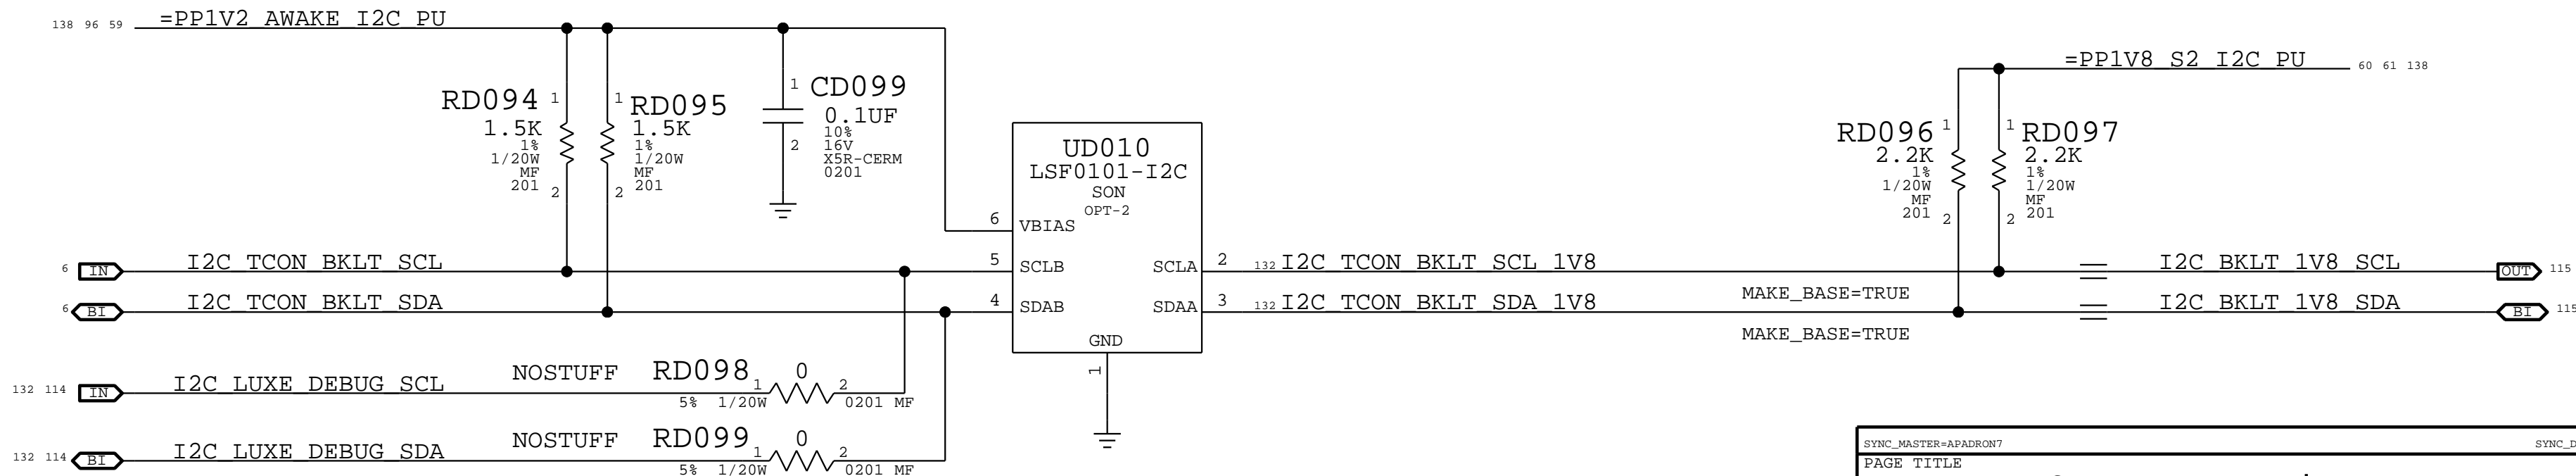 138 96 59 =PP1V2_AWAKE_I2C_PU
=PP1V8_S2_I2C_PU 60 61 138
RD094 1
1.5K
1%
1/20W
MF
201 2
1 RD095
1.5K
1%
1/20W
MF
201
2
1 CD099
0.1UF
10%
2 16V
X5R-CERM
0201
UD010
LSF0101-I2C
SON
OPT-2
6 VBIAS
5 SCLB
4 SDAB
SCLA 2
SDAA 3
GND
1
RD096 1
2.2K
1%
1/20W
MF
201 2
1 RD097
2.2K
1%
1/20W
MF
2 201
6 IN I2C_TCON_BKLT_SCL
6 BI I2C_TCON_BKLT_SDA
132 I2C_TCON_BKLT_SCL_1V8
MAKE_BASE=TRUE
132 I2C_TCON_BKLT_SDA_1V8
MAKE_BASE=TRUE
I2C_BKLT_1V8_SCL OUT 115
I2C_BKLT_1V8_SDA BI 115
132 114 IN I2C_LUXE_DEBUG_SCL NOSTUFF RD098 1 0 2
5% 1/20W 0201 MF
132 114 BI I2C_LUXE_DEBUG_SDA NOSTUFF RD099 1 0 2
5% 1/20W 0201 MF
SYNC_MASTER=APADRON7 SYNC_D
PAGE TITLE